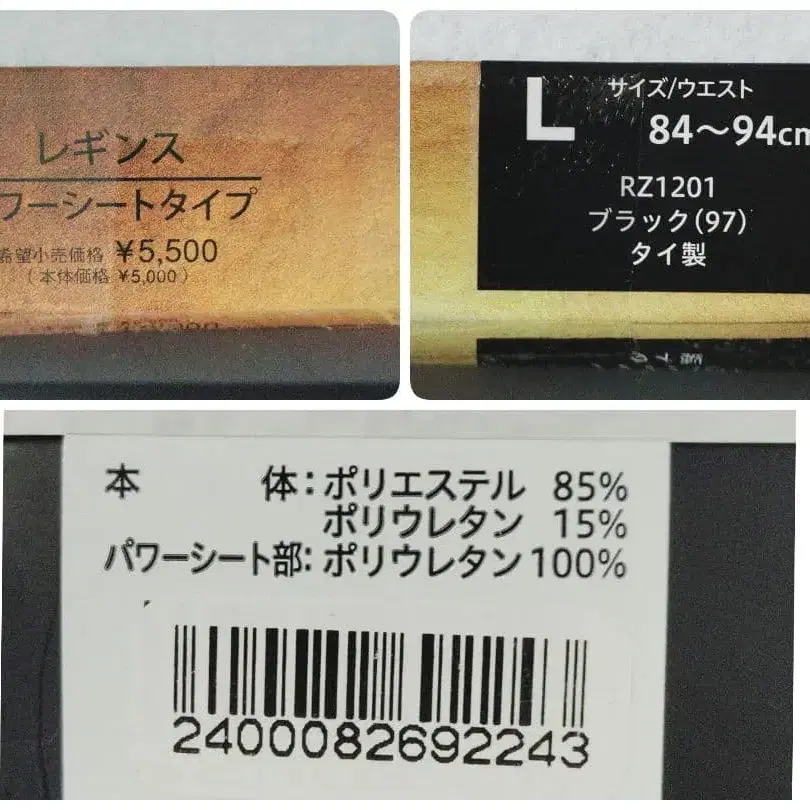 レギンス
ワーシートタイプ
希望小売価格 ¥5,500
(本体価格 ¥5,000)
L サイズ/ウエスト
84〜94cm
RZ1201
ブラック(97)
タイ製
本 体:ポリエステル 85%
ポリウレタン 15%
パワーシート部:ポリウレタン100%
2400082692243